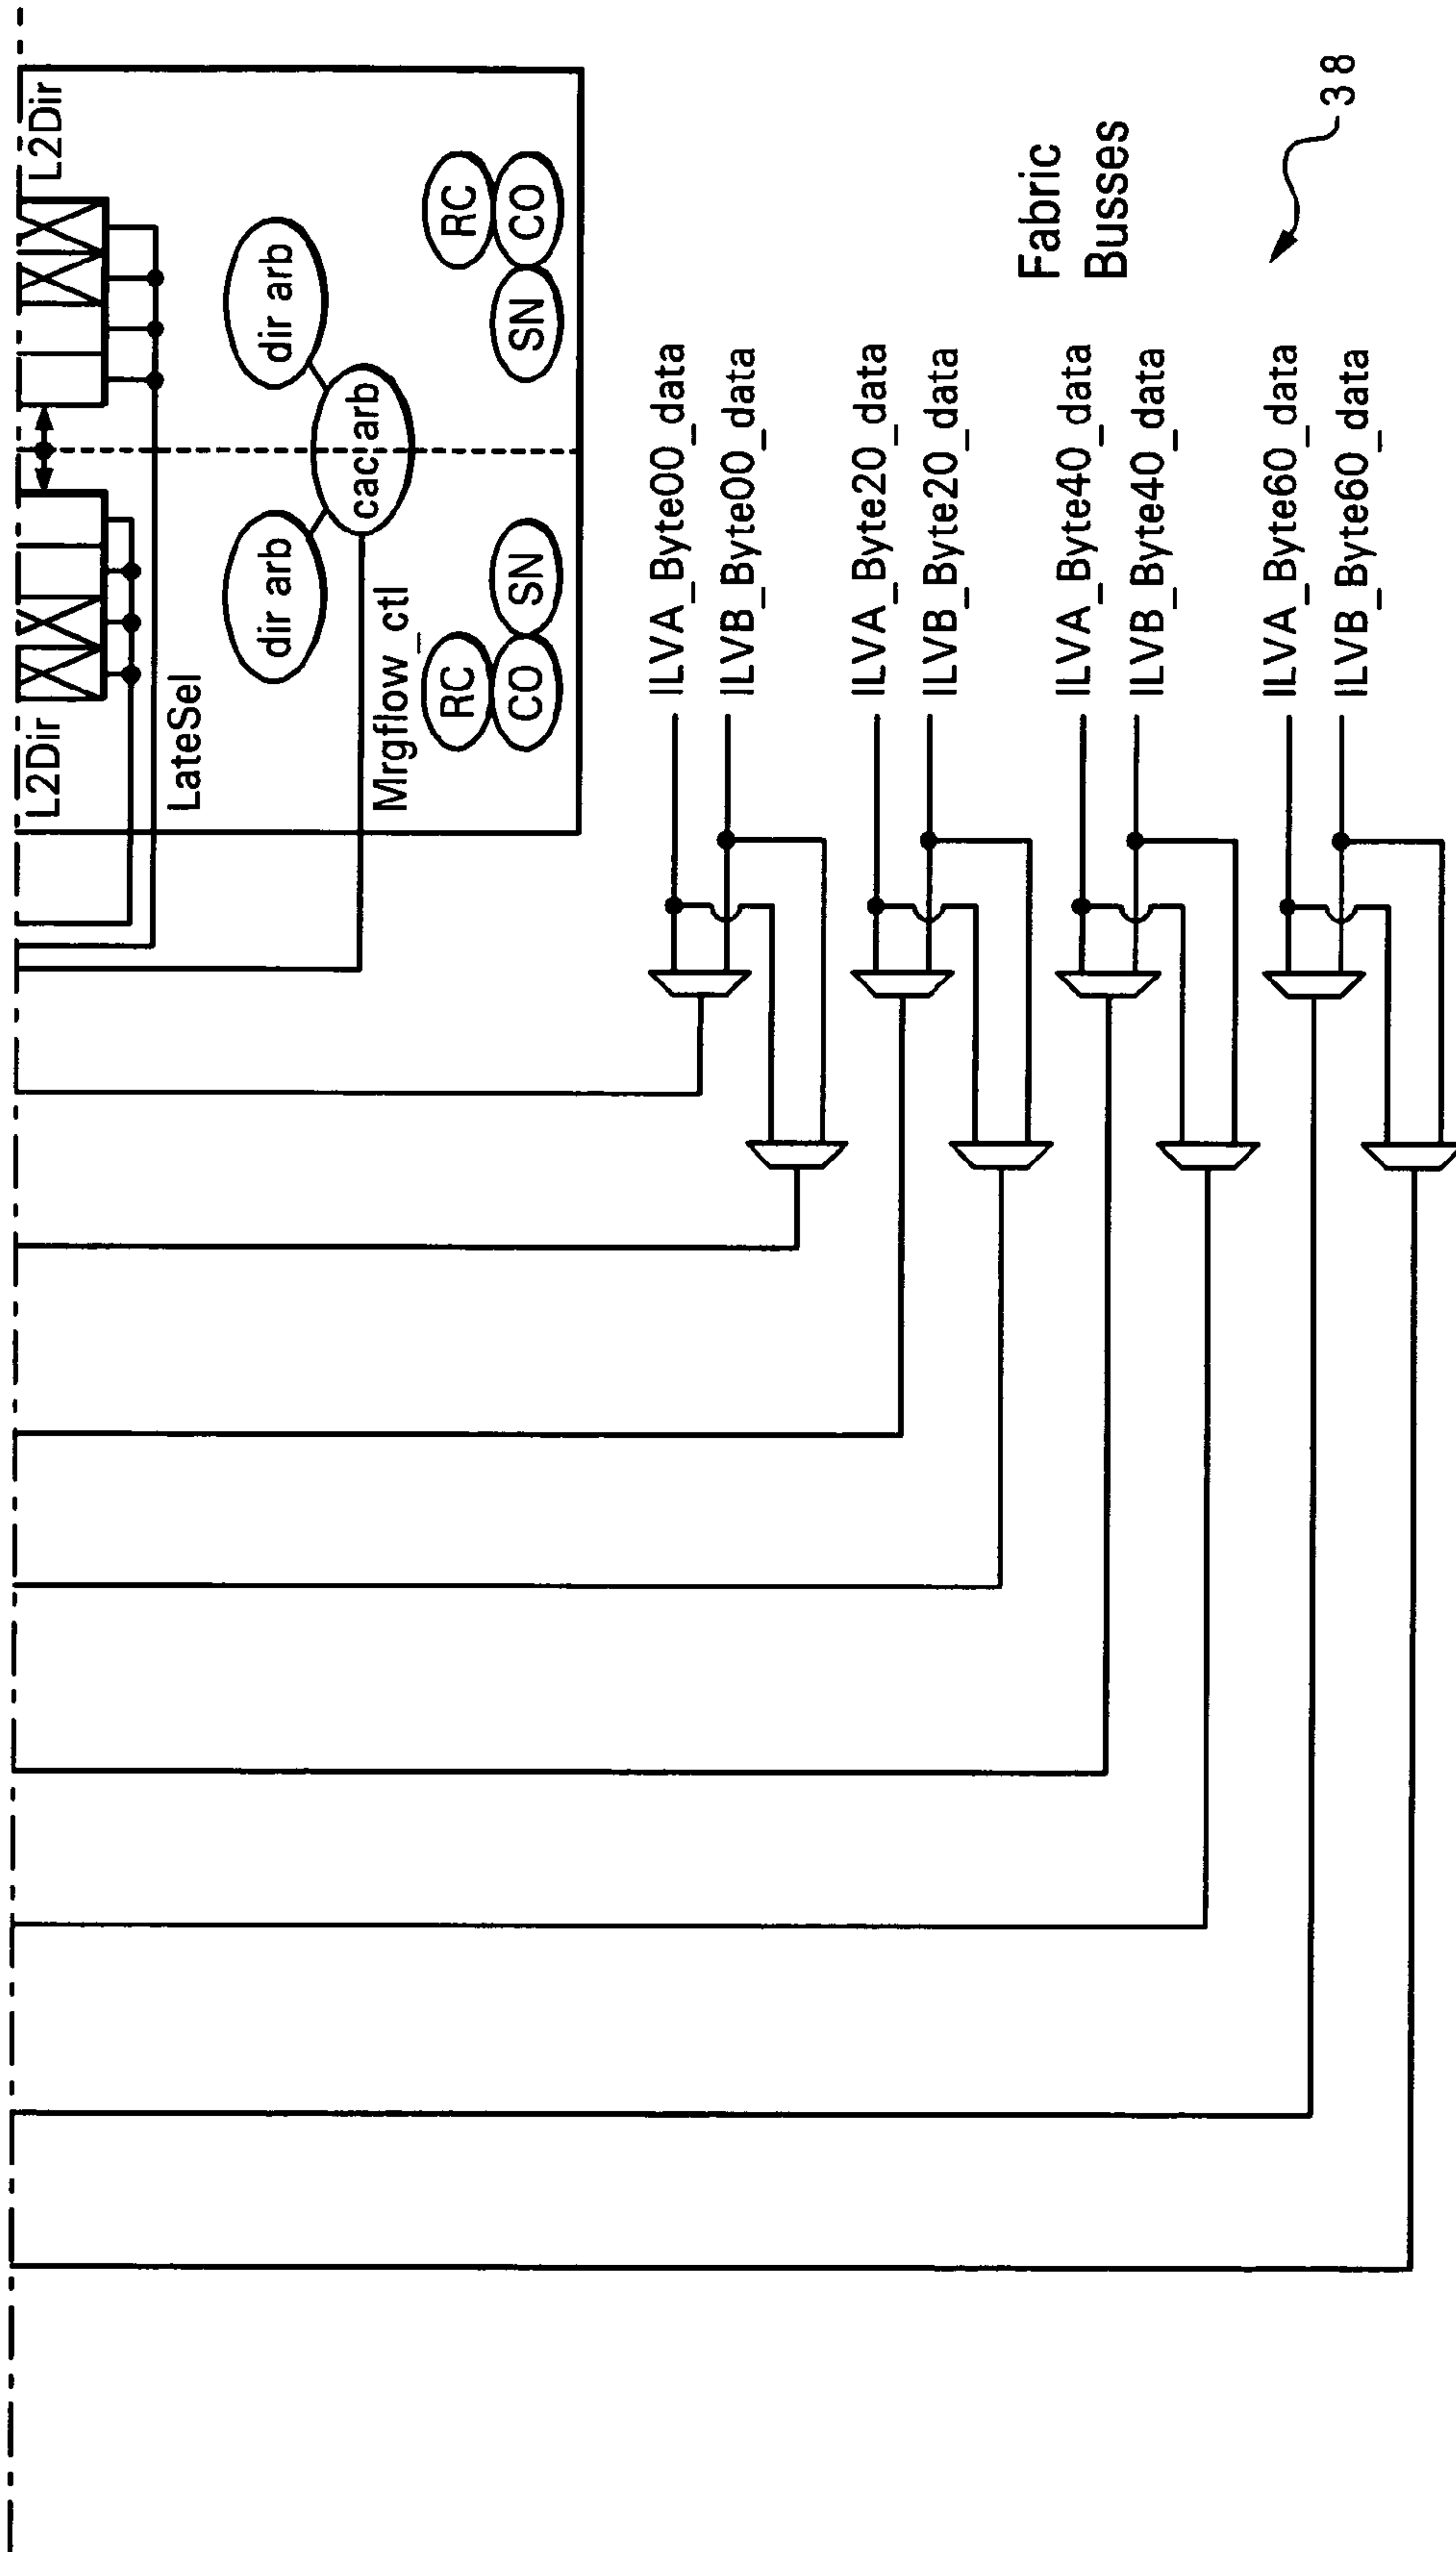 L2Dir
L2Dir
LateSel
dir arb
dir arb
cac arb
Mrgflow_ctl
RC
RC
CO
SN
SN
CO
ILVA_Byte00_data
ILVB_Byte00_data
ILVA_Byte20_data
ILVB_Byte20_data
Fabric
Busses
ILVA_Byte40_data
ILVB_Byte40_data
ILVA_Byte60_data
ILVB_Byte60_data
38